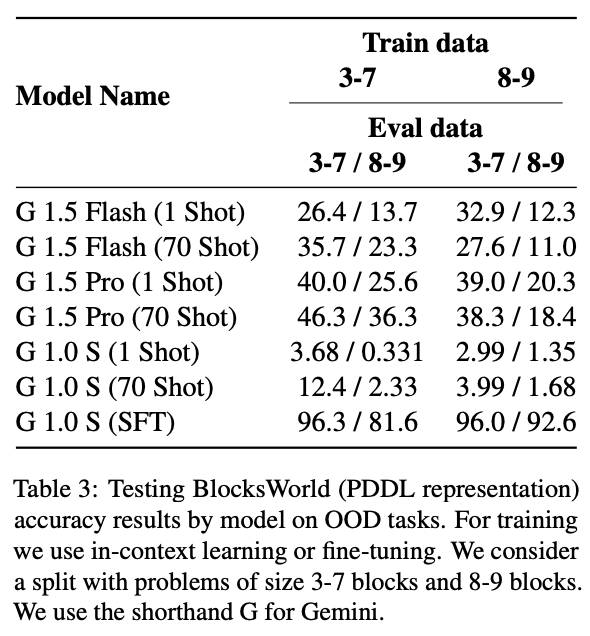 Train data
3-7 8-9
Model Name
Eval data
3-7 / 8-9 3-7 / 8-9
G 1.5 Flash (1 Shot) 26.4 / 13.7 32.9 / 12.3
G 1.5 Flash (70 Shot) 35.7 / 23.3 27.6 / 11.0
G 1.5 Pro (1 Shot) 40.0 / 25.6 39.0 / 20.3
G 1.5 Pro (70 Shot) 46.3 / 36.3 38.3 / 18.4
G 1.0 S (1 Shot) 3.68 / 0.331 2.99 / 1.35
G 1.0 S (70 Shot) 12.4 / 2.33 3.99 / 1.68
G 1.0 S (SFT) 96.3 / 81.6 96.0 / 92.6
Table 3: Testing BlocksWorld (PDDL representation)
accuracy results by model on OOD tasks. For training
we use in-context learning or fine-tuning. We consider
a split with problems of size 3-7 blocks and 8-9 blocks.
We use the shorthand G for Gemini.